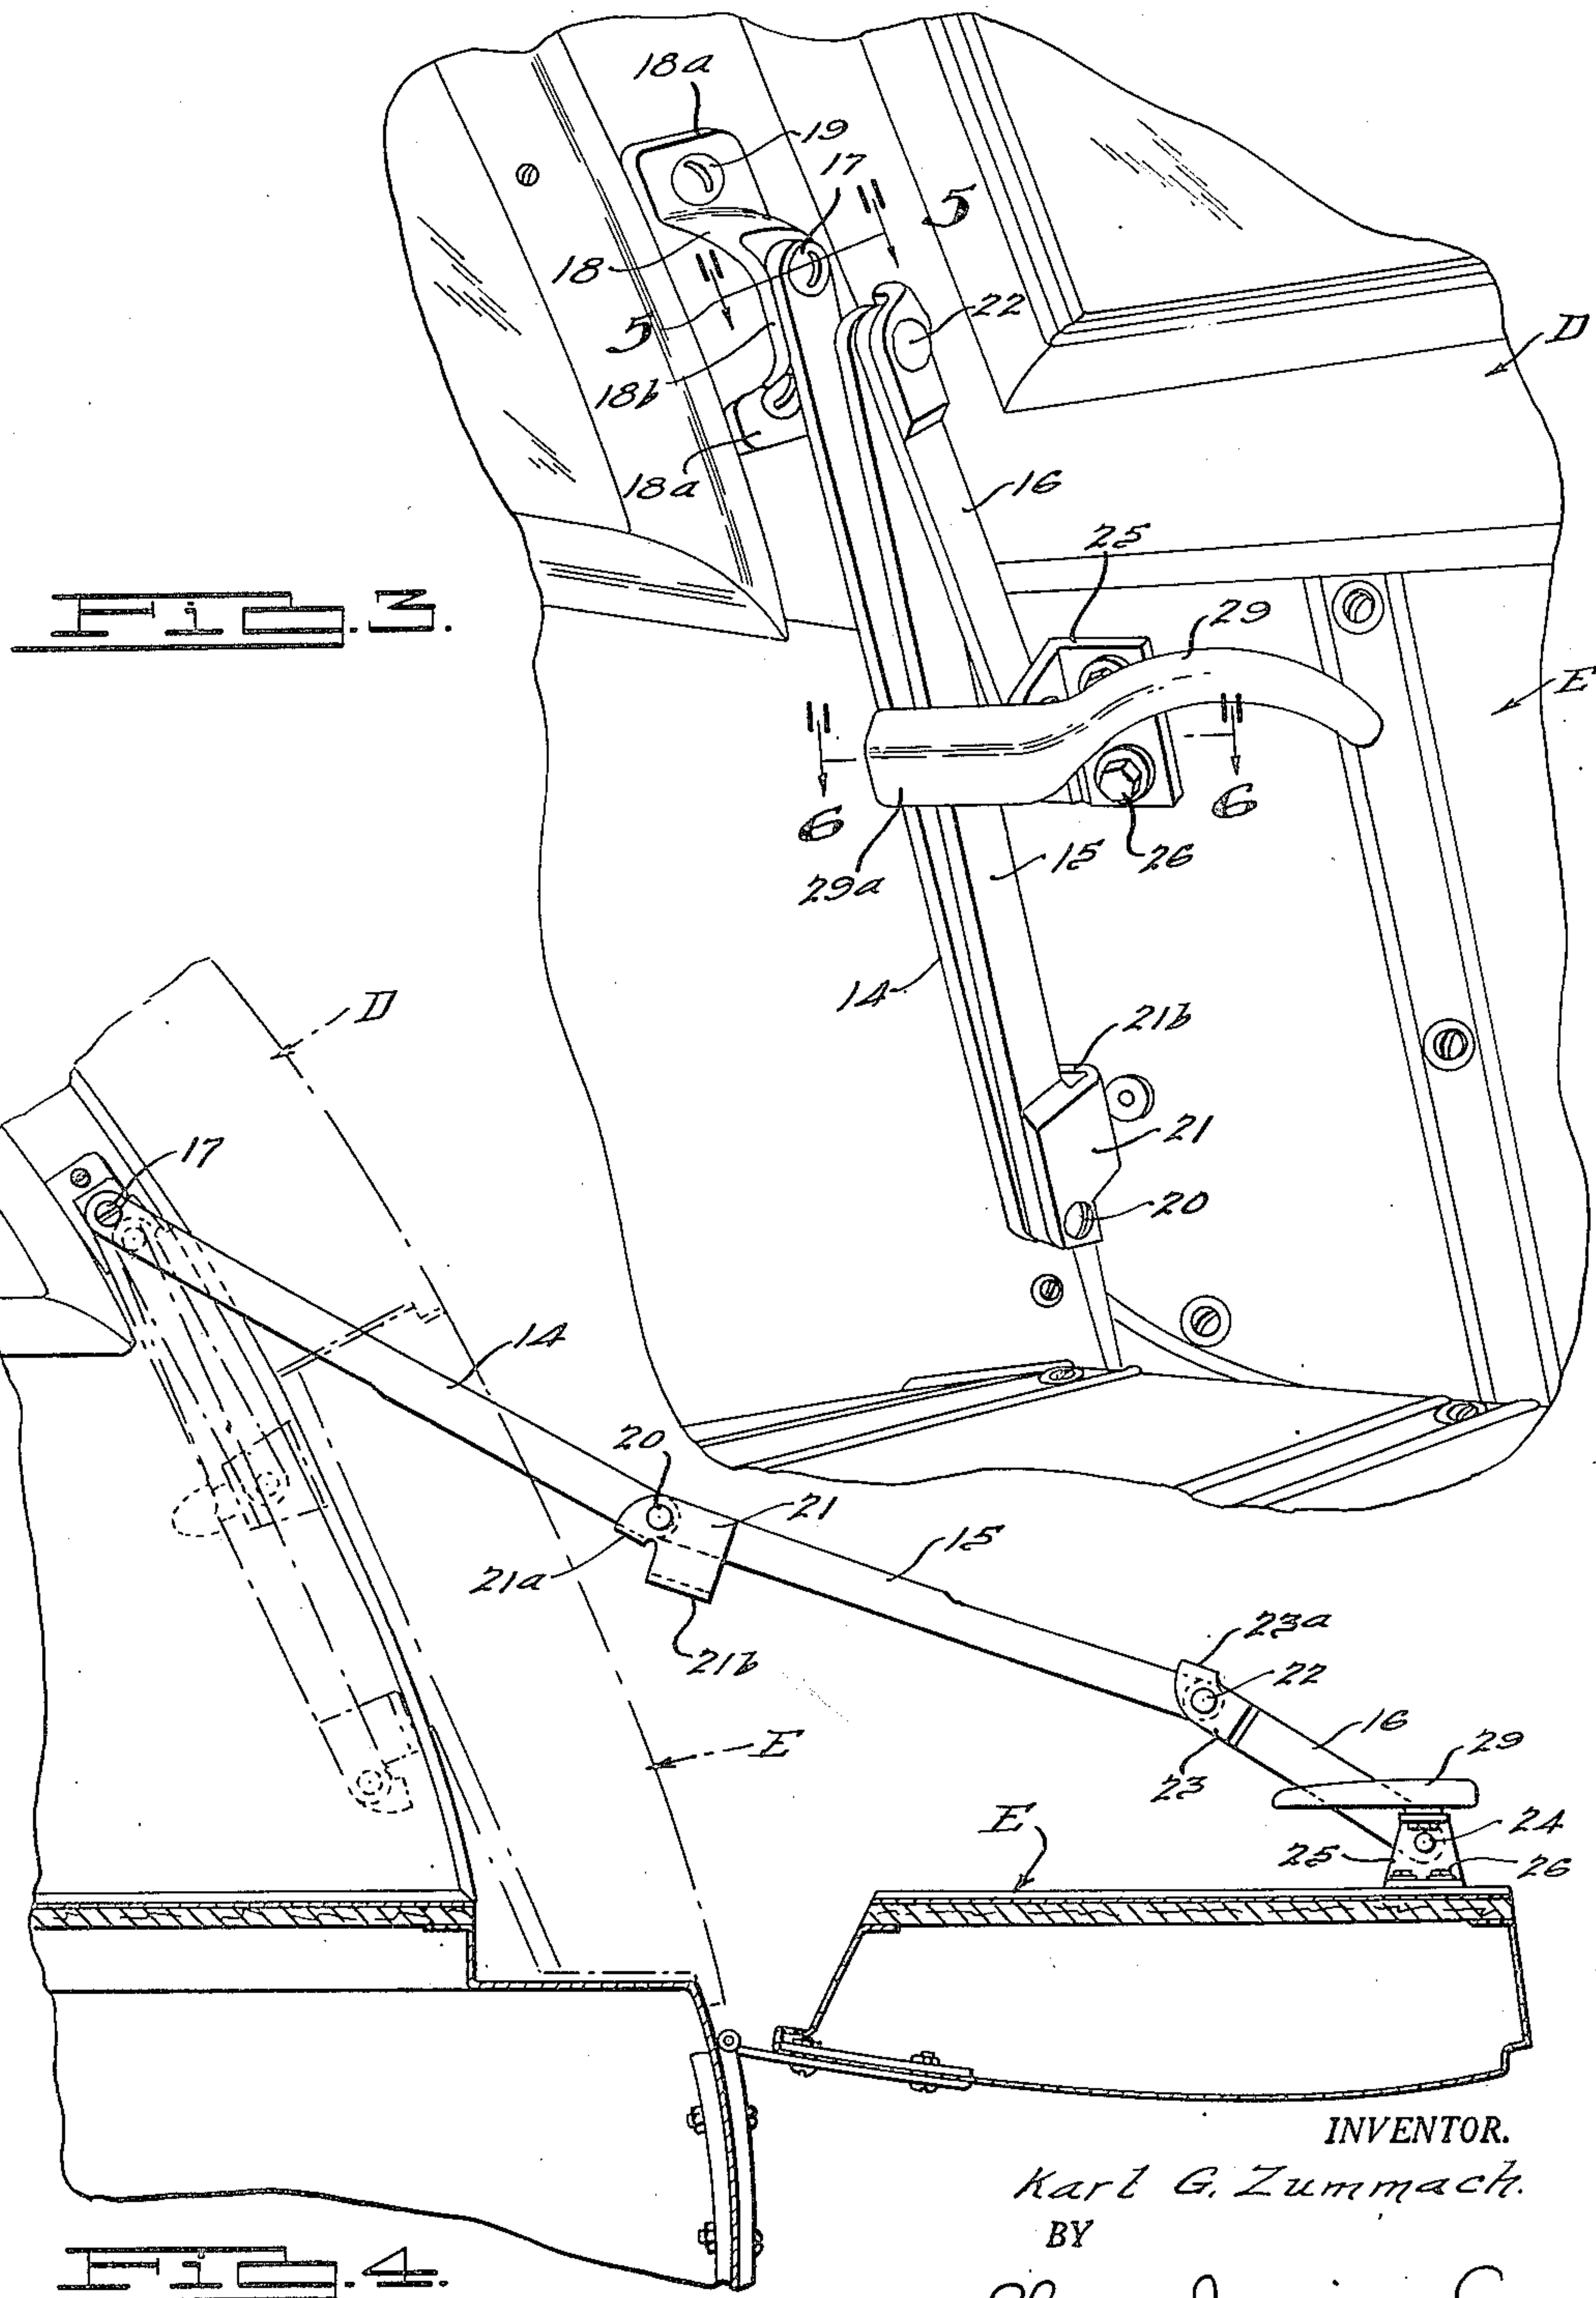 18a
19
17
5
18
5
22
18b
D
18a
16
25
29
FIG. 3.
E
6
6
15
26
29a
14
21b
D
21
17
20
14
20
21
15
21a
21b
23a
22
16
E
29
23
E
24
25
26
INVENTOR.
Karl G. Zummach.
BY
FIG. 4.